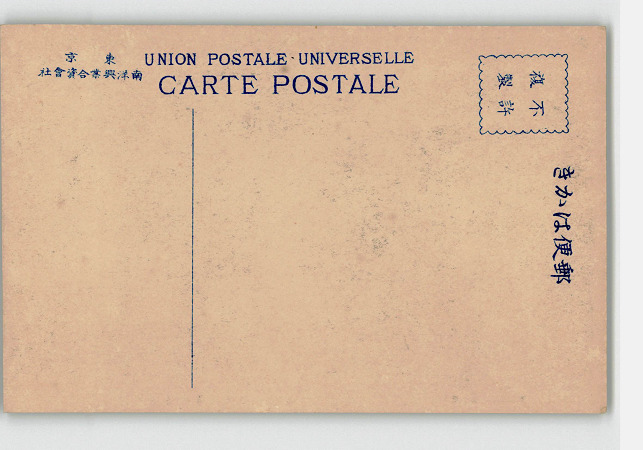 東京
南洋興業合資會社
UNION POSTALE·UNIVERSELLE
CARTE POSTALE
不許
複製
郵便はかき